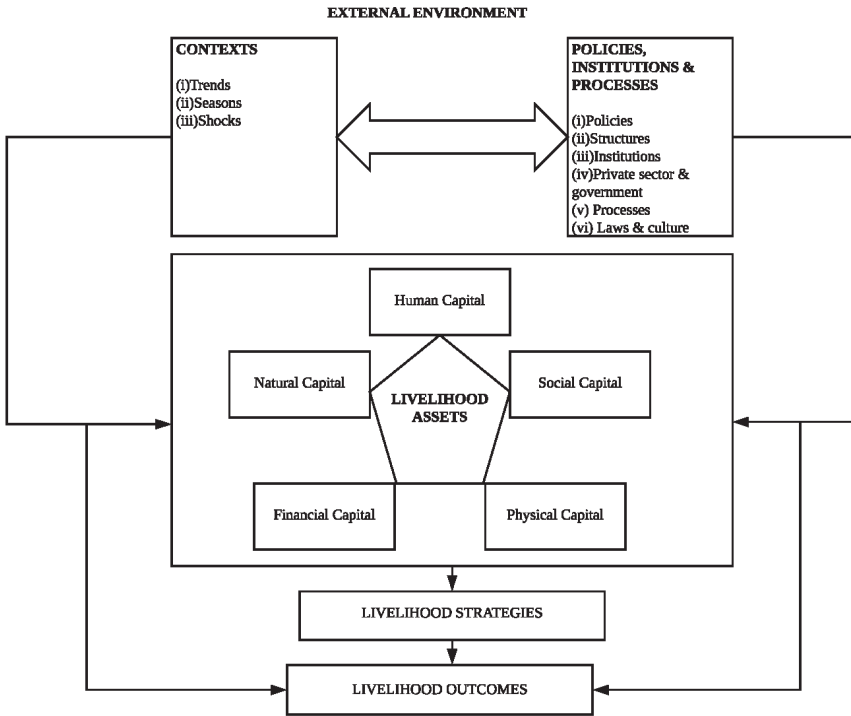 EXTERNAL ENVIRONMENT
CONTEXTS
(i)Trends
(ii)Seasons
(iii)Shocks
POLICIES,
INSTITUTIONS &
PROCESSES
(i)Policies
(ii)Structures
(iii)Institutions
(iv)Private sector &
government
(v) Processes
(vi) Laws & culture
Human Capital
Natural Capital
Social Capital
LIVELIHOOD
ASSETS
Financial Capital
Physical Capital
LIVELIHOOD STRATEGIES
LIVELIHOOD OUTCOMES